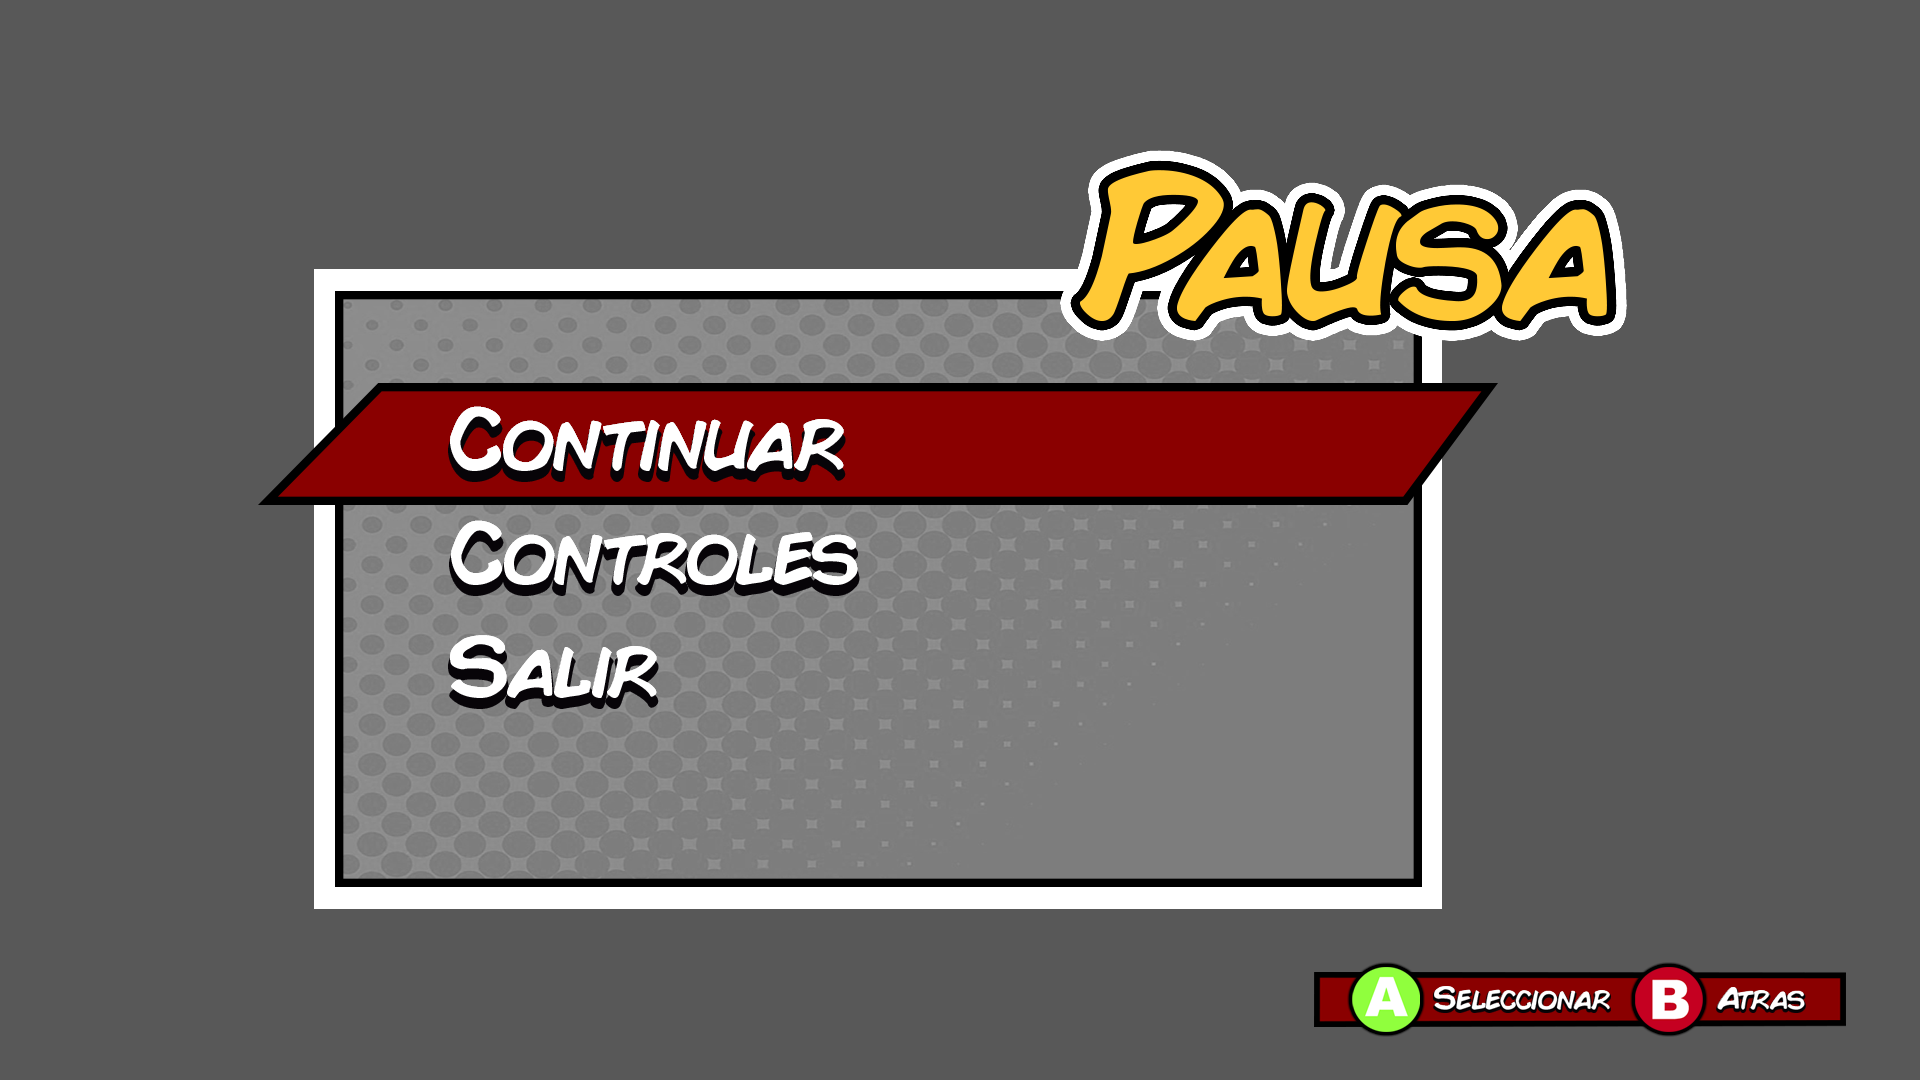 Pausa
Continuar
Controles
Salir
A Seleccionar B Atras